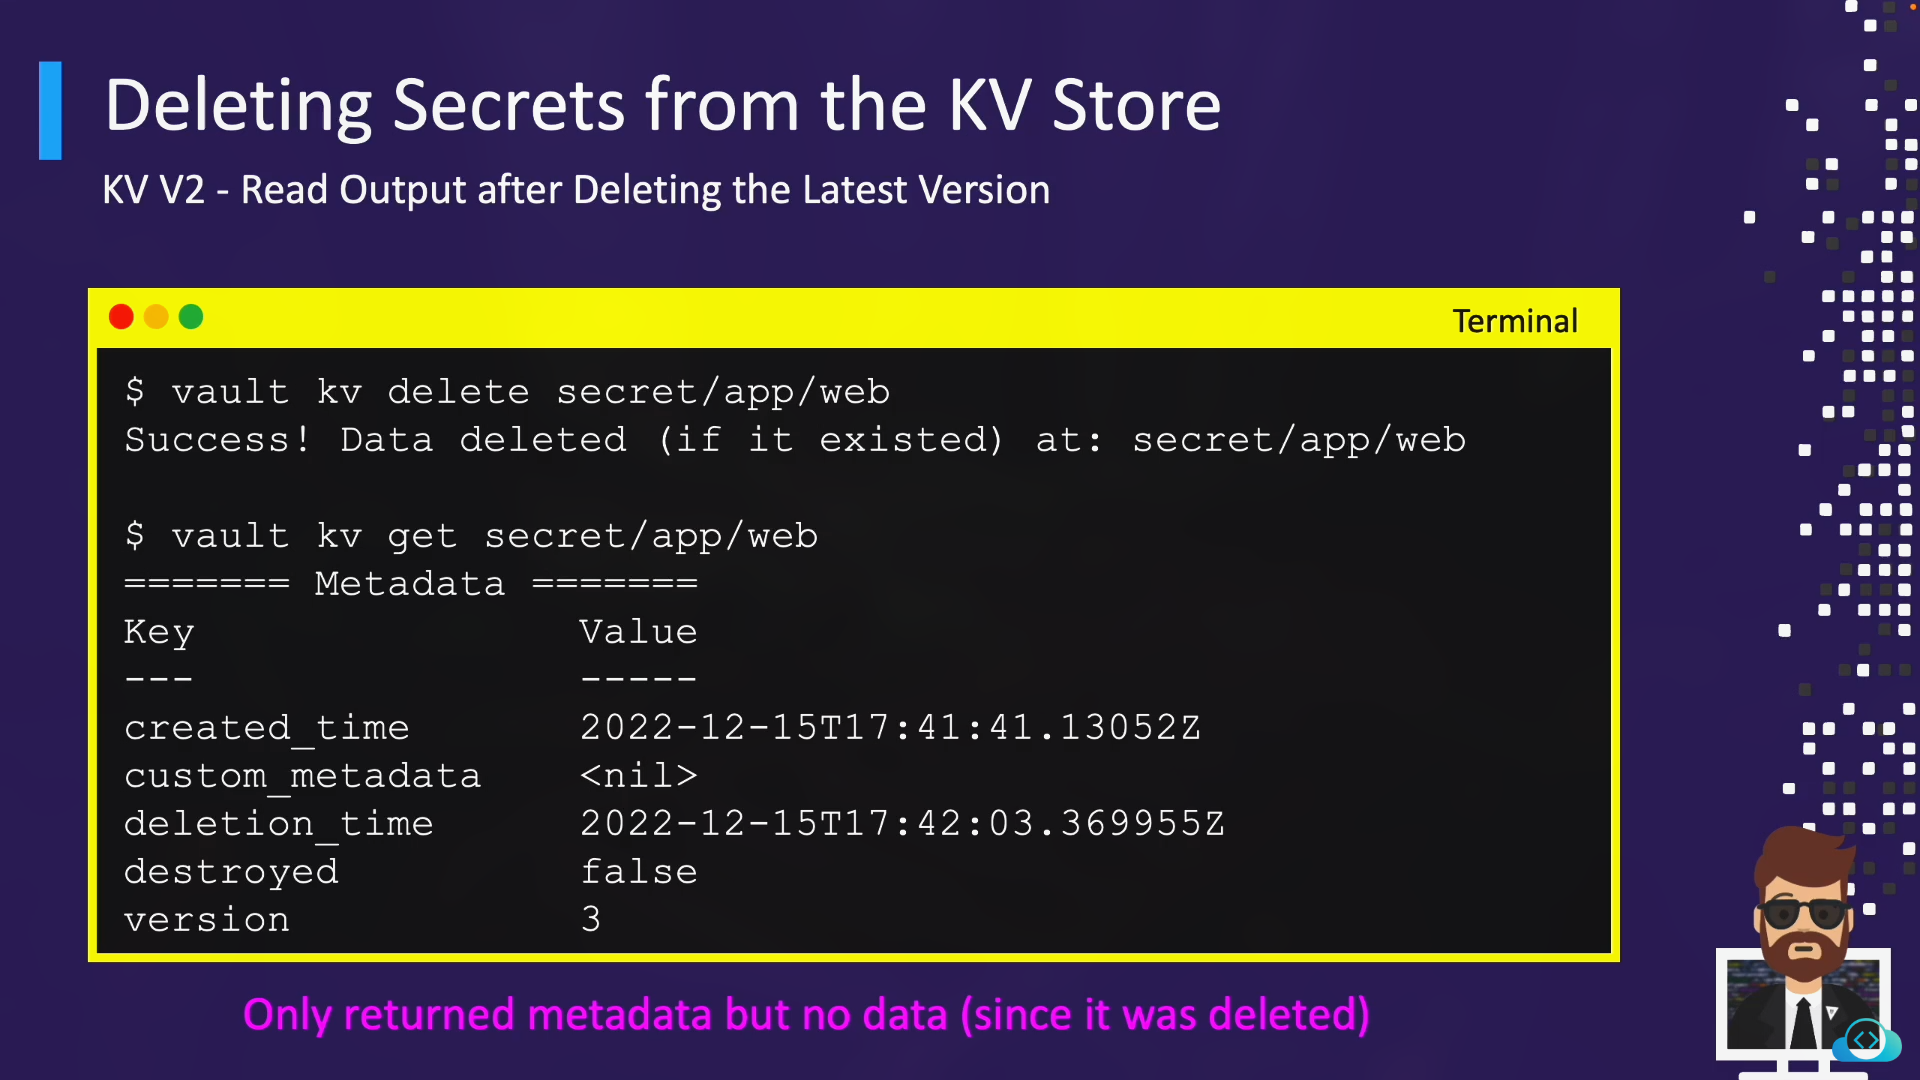 Deleting Secrets from the KV Store
KV V2 - Read Output after Deleting the Latest Version
Terminal
$ vault kv delete secret/app/web
Success! Data deleted (if it existed) at: secret/app/web
$ vault kv get secret/app/web
======= Metadata =======
Key Value
--- -----
created_time 2022-12-15T17:41:41.13052Z
custom_metadata <nil>
deletion_time 2022-12-15T17:42:03.369955Z
destroyed false
version 3
Only returned metadata but no data (since it was deleted)